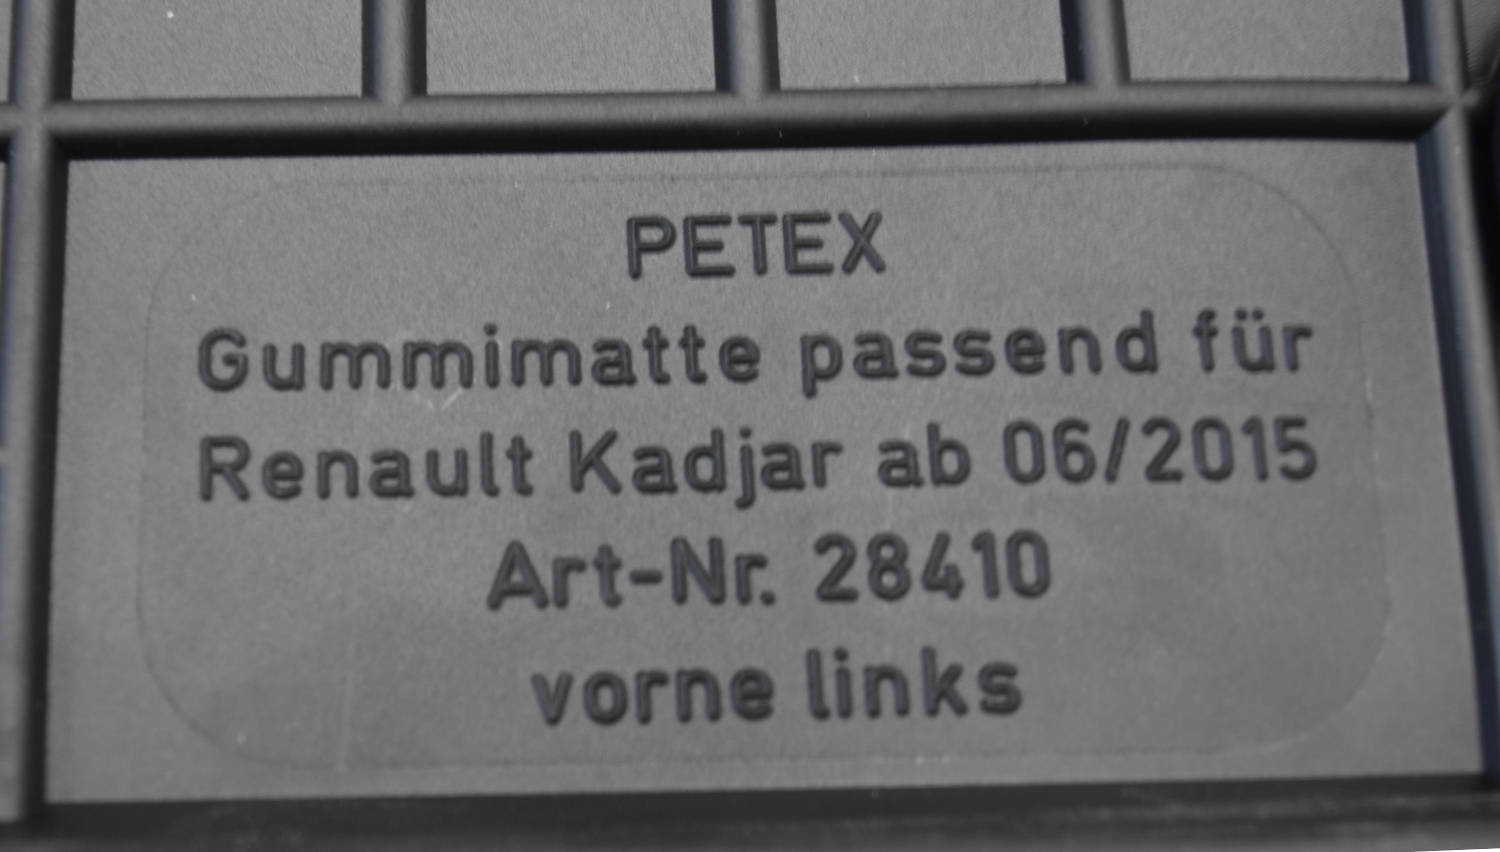 PETEX
Gummimatte passend für
Renault Kadjar ab 06/2015
Art-Nr. 28410
vorne links